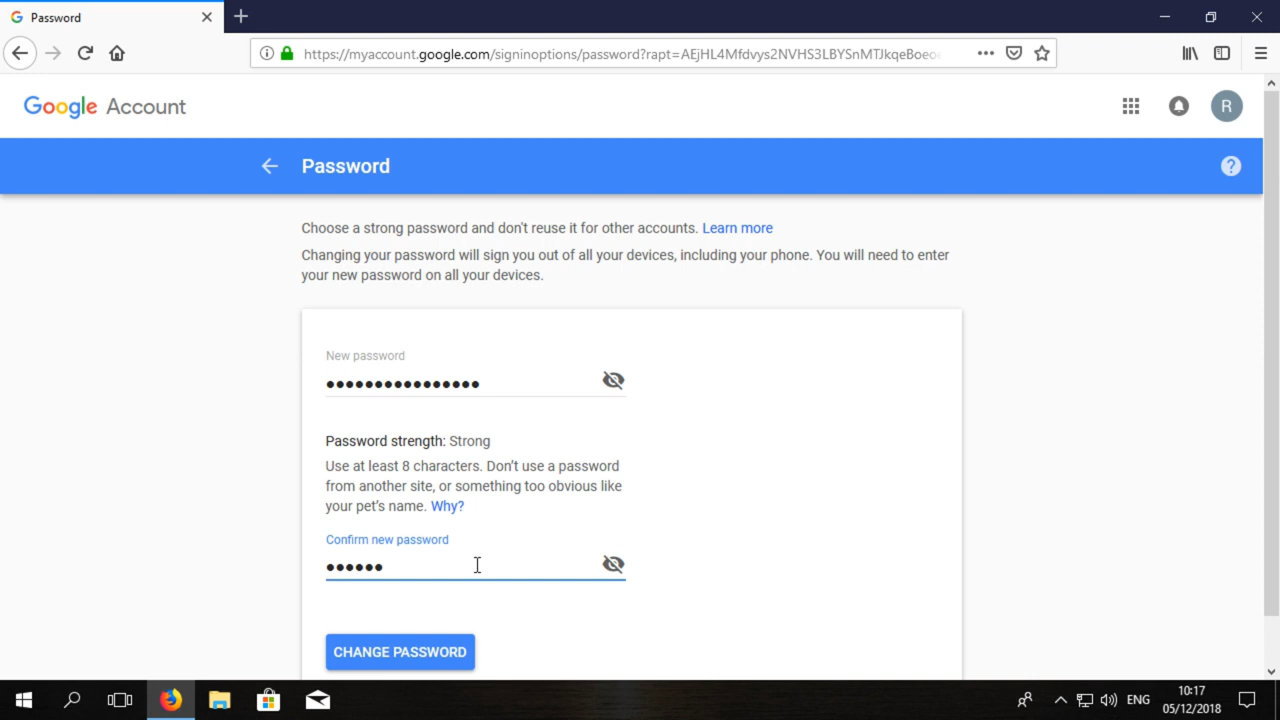 Password
https://myaccount.google.com/signinoptions/password?rapt=AEjHL4Mfdvys2NVHS3LBYSnMTJkqeBoeo
Google Account
R
Password
Choose a strong password and don't reuse it for other accounts. Learn more
Changing your password will sign you out of all your devices, including your phone. You will need to enter
your new password on all your devices.
New password
••••••••••••••••
Password strength: Strong
Use at least 8 characters. Don't use a password
from another site, or something too obvious like
your pet's name. Why?
Confirm new password
••••••
CHANGE PASSWORD
ENG
10:17
05/12/2018